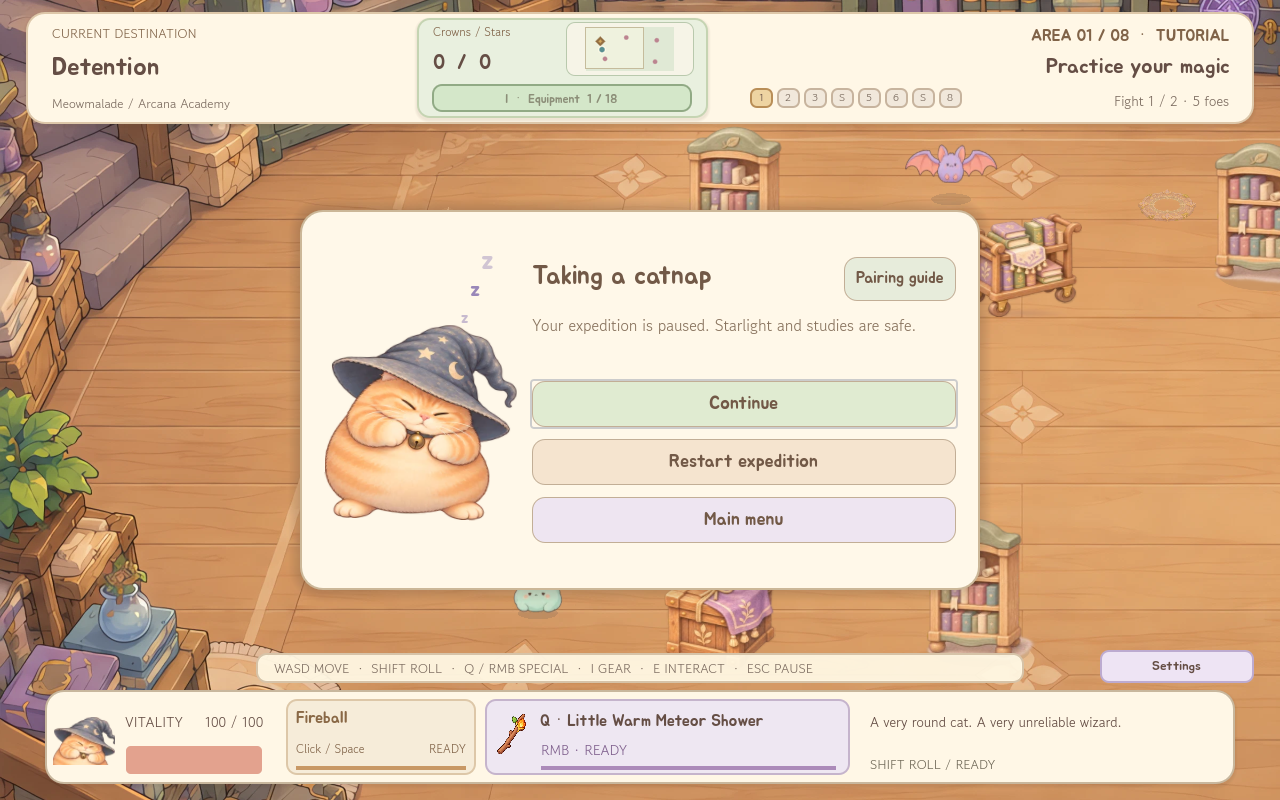 CURRENT DESTINATION
Detention
Meowmalade / Arcana Academy
Crowns / Stars
0 / 0
I · Equipment 1 / 18
AREA 01 / 08 · TUTORIAL
Practice your magic
1 2 3 S 5 6 S 8
Fight 1 / 2 · 5 foes
z
z
z
Taking a catnap
Pairing guide
Your expedition is paused. Starlight and studies are safe.
Continue
Restart expedition
Main menu
WASD MOVE · SHIFT ROLL · Q / RMB SPECIAL · I GEAR · E INTERACT · ESC PAUSE
Settings
VITALITY 100 / 100
Fireball
Click / Space READY
Q · Little Warm Meteor Shower
RMB · READY
A very round cat. A very unreliable wizard.
SHIFT ROLL / READY